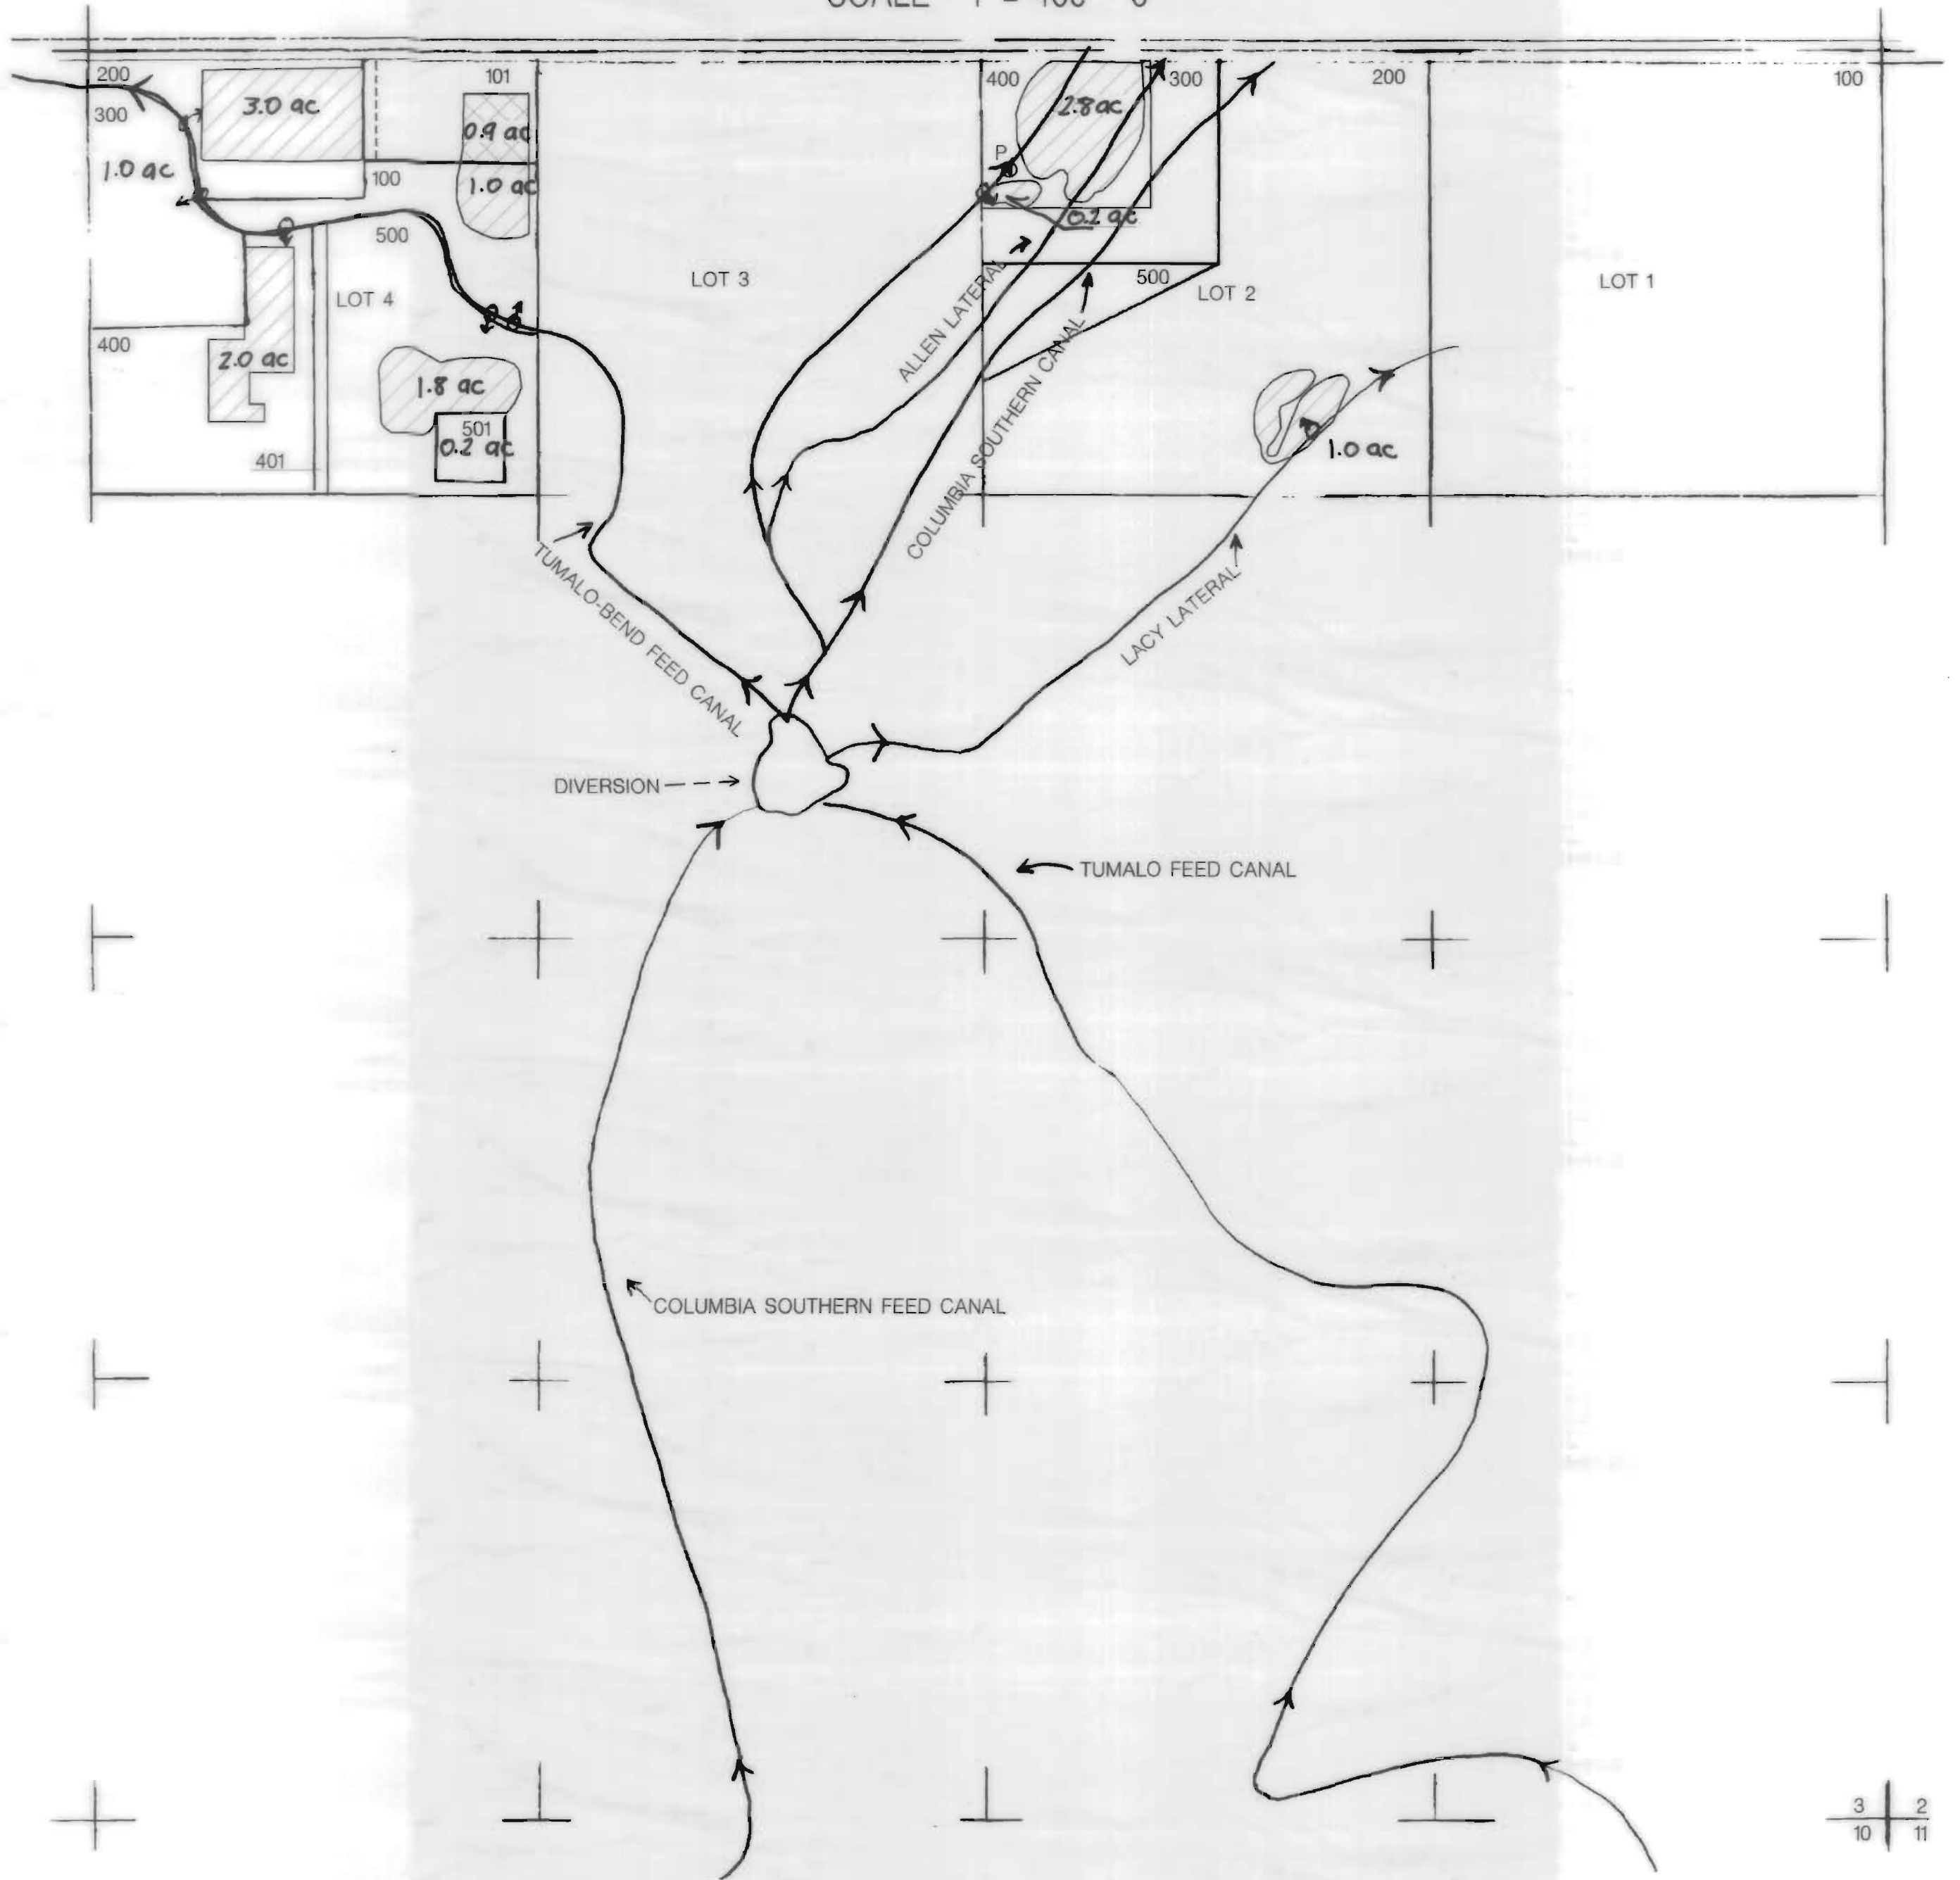 200
101
400
300
200
100
3.0 ac
2.8 ac
300
0.9 ac
P
1.0 ac
100
1.0 ac
0.2 ac
500
LOT 3
500
LOT 2
LOT 1
LOT 4
ALLEN LATERAL
400
2.0 ac
1.8 ac
COLUMBIA SOUTHERN CANAL
501
0.2 ac
1.0 ac
401
TUMALO-BEND FEED CANAL
LACY LATERAL
DIVERSION
TUMALO FEED CANAL
COLUMBIA SOUTHERN FEED CANAL
3 2
10 11